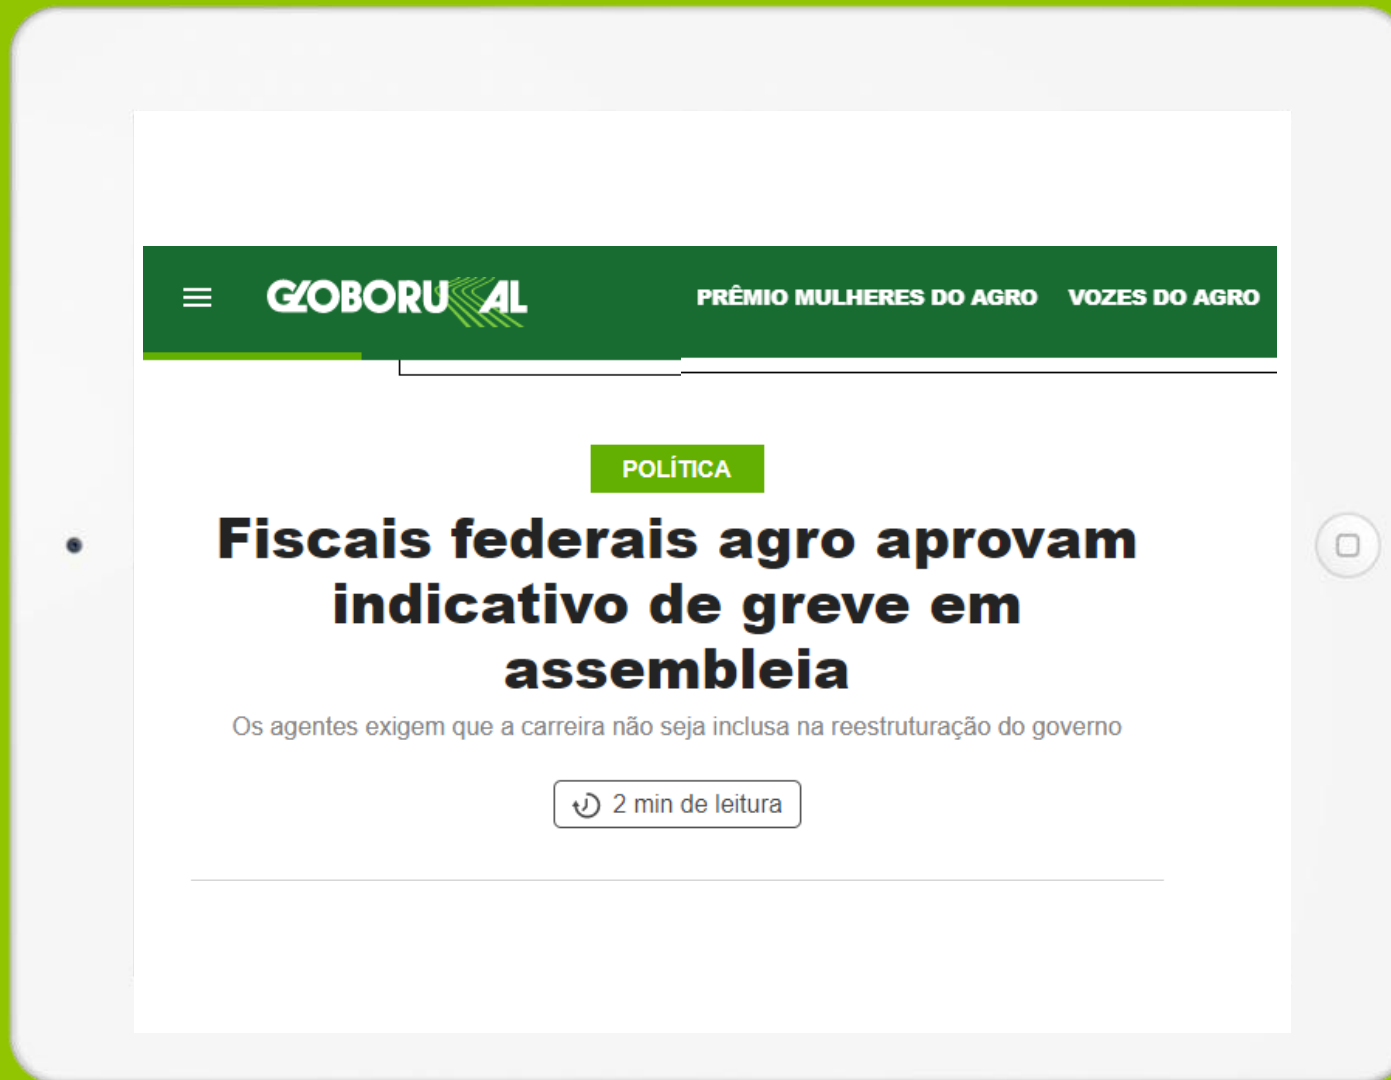 GLOBORURAL
PRÊMIO MULHERES DO AGRO VOZES DO AGRO
POLÍTICA
Fiscais federais agro aprovam
indicativo de greve em
assembleia
Os agentes exigem que a carreira não seja inclusa na reestruturação do governo
2 min de leitura